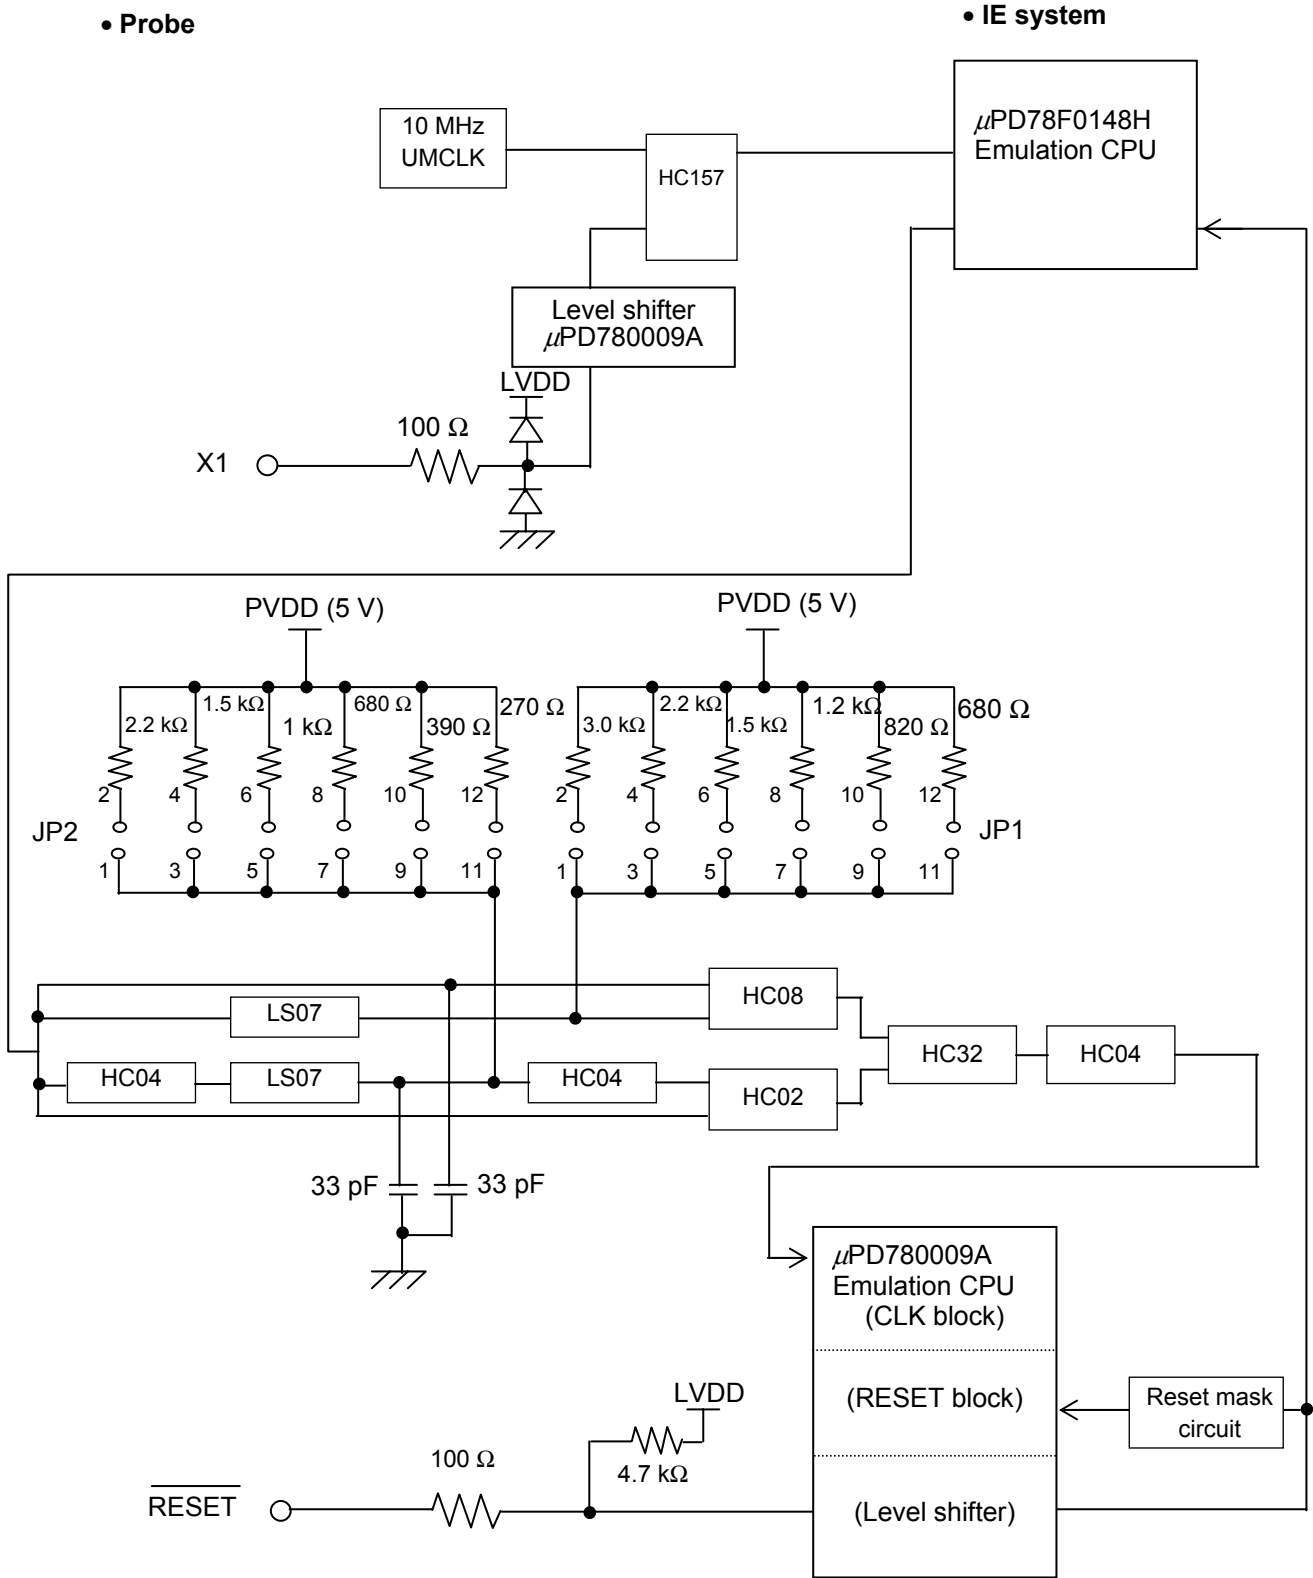 • Probe
• IE system
10 MHz
UMCLK
HC157
μPD78F0148H
Emulation CPU
Level shifter
μPD780009A
LVDD
100 Ω
X1
PVDD (5 V)
PVDD (5 V)
2.2 kΩ
1.5 kΩ
1 kΩ
680 Ω
390 Ω
270 Ω
3.0 kΩ
2.2 kΩ
1.5 kΩ
1.2 kΩ
820 Ω
680 Ω
2 4 6 8 10 12
2 4 6 8 10 12
JP2
JP1
1 3 5 7 9 11
1 3 5 7 9 11
LS07
HC08
HC04
LS07
HC04
HC02
HC32
HC04
33 pF
33 pF
μPD780009A
Emulation CPU
(CLK block)
(RESET block)
Reset mask
circuit
LVDD
4.7 kΩ
100 Ω
RESET
(Level shifter)